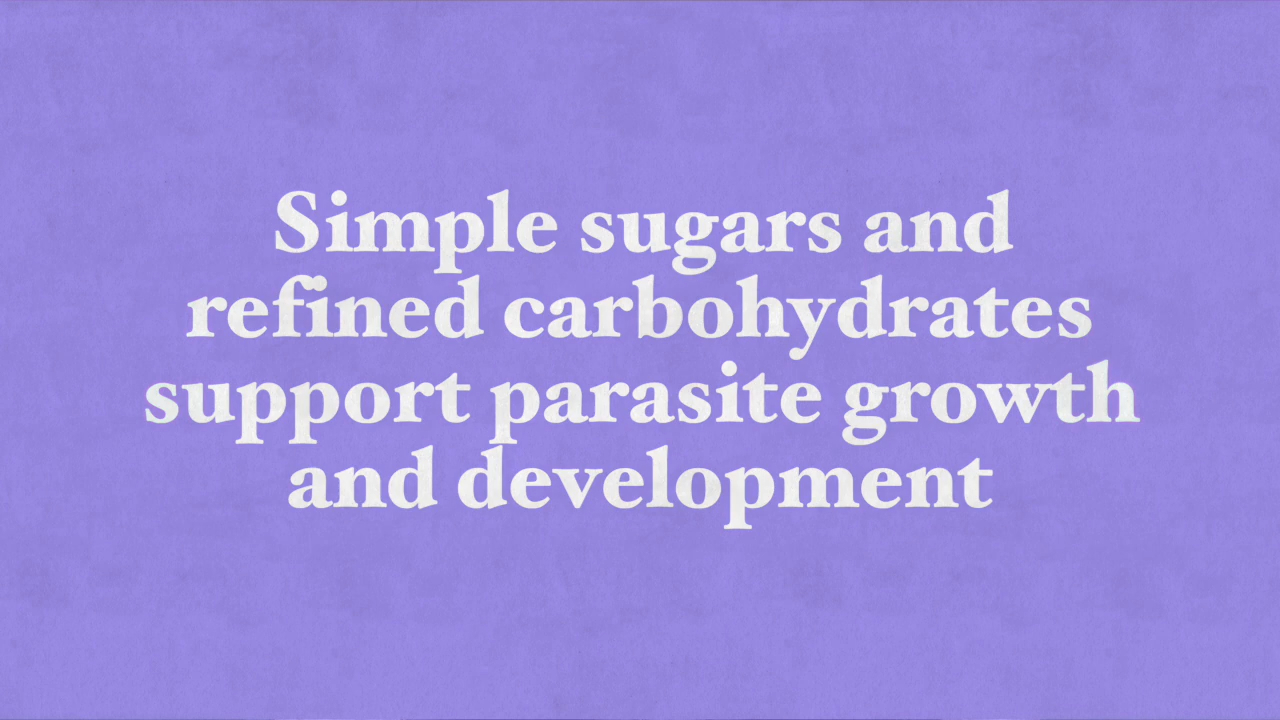 Simple sugars and
refined carbohydrates
support parasite growth
and development